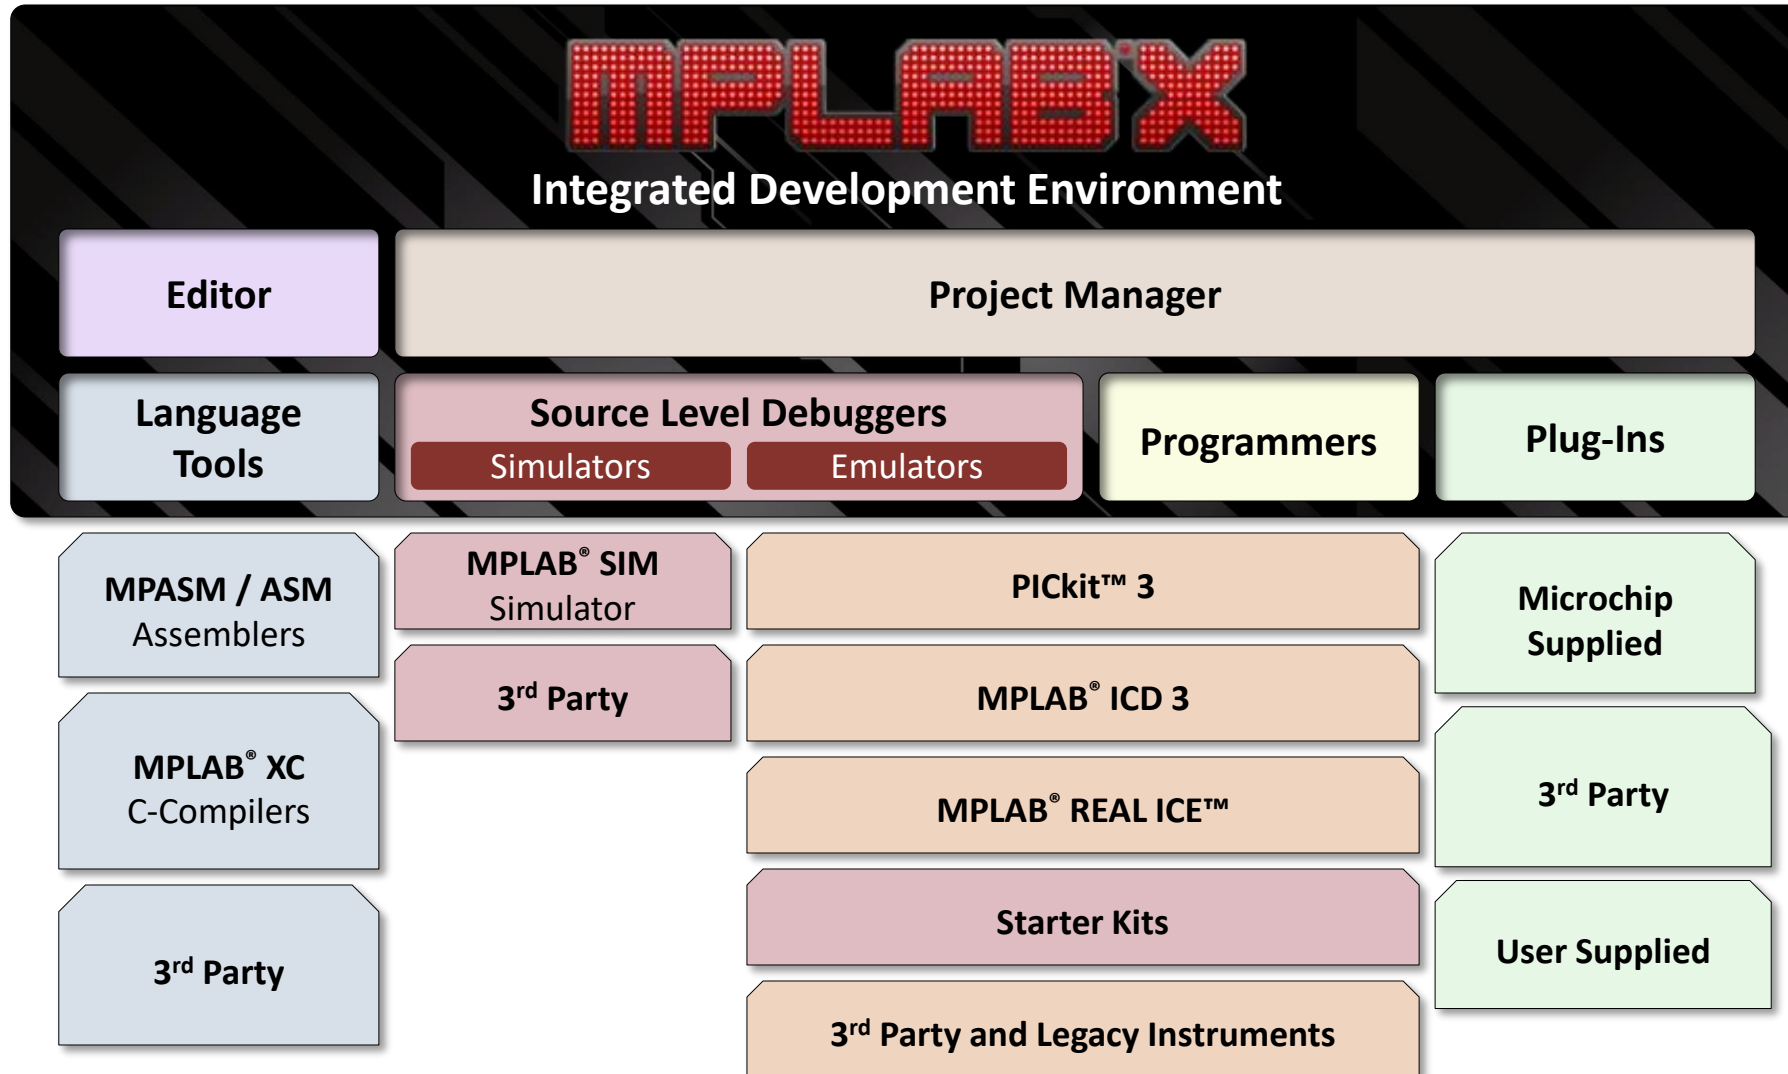 MPLAB®X
Integrated Development Environment
Editor
Project Manager
Language
Tools
Source Level Debuggers
Simulators
Emulators
Programmers
Plug-Ins
MPASM / ASM
Assemblers
MPLAB® XC
C-Compilers
3rd Party
MPLAB® SIM
Simulator
3rd Party
PICkit™ 3
MPLAB® ICD 3
MPLAB® REAL ICE™
Starter Kits
3rd Party and Legacy Instruments
Microchip
Supplied
3rd Party
User Supplied